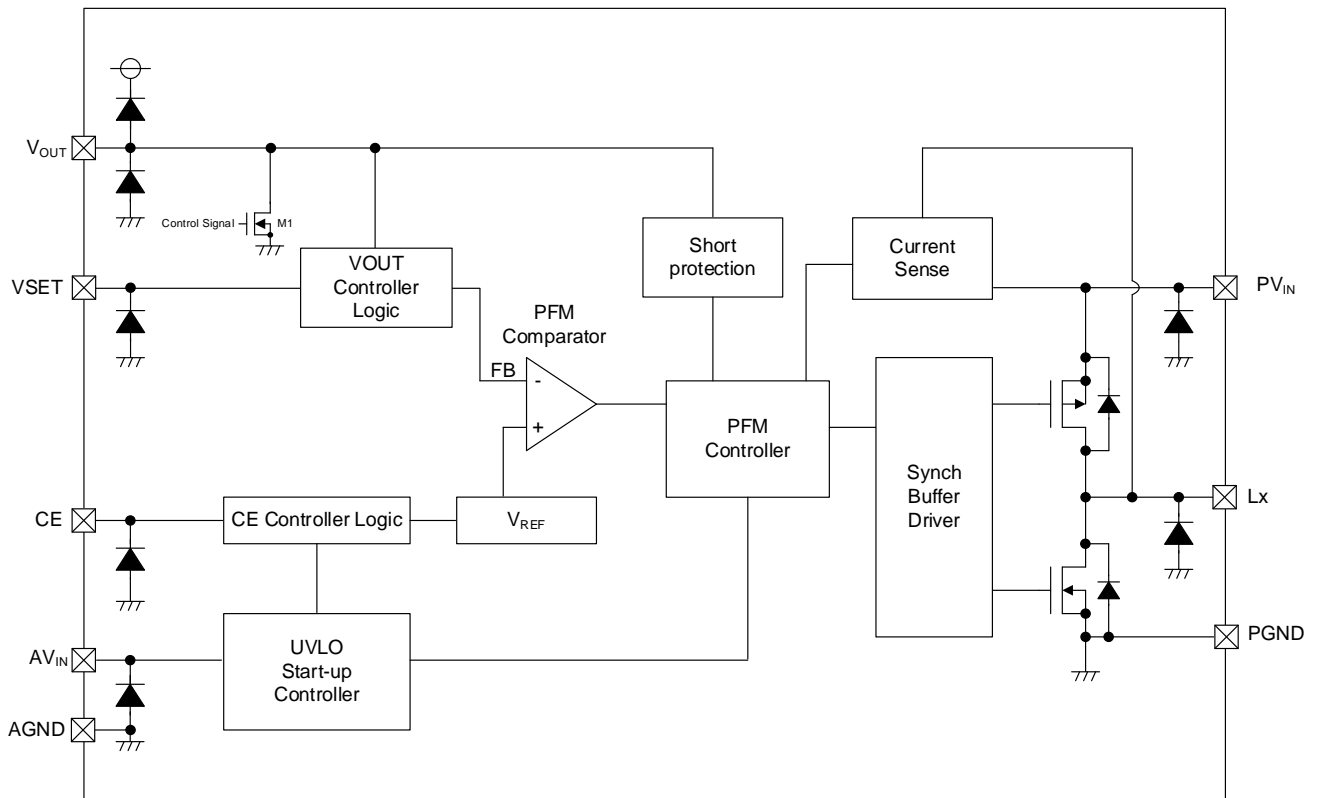 VOUT
Control Signal
M1
Short
protection
Current
Sense
VSET
VOUT
Controller
Logic
PVIN
PFM
Comparator
FB
-
+
PFM
Controller
Synch
Buffer
Driver
Lx
CE
CE Controller Logic
VREF
AVIN
UVLO
Start-up
Controller
PGND
AGND